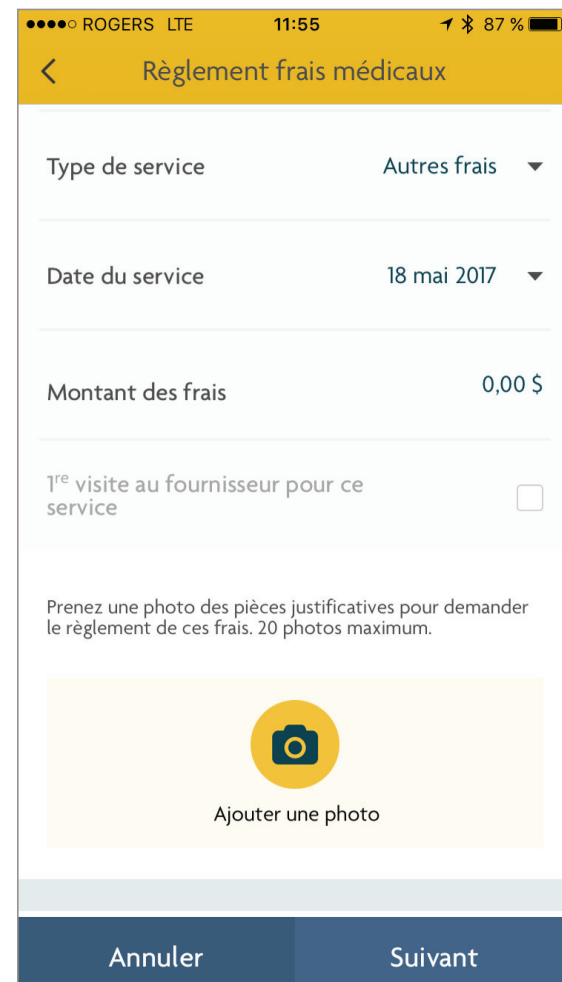 ROGERS LTE 11:55 87 %
Règlement frais médicaux
Type de service Autres frais
Date du service 18 mai 2017
Montant des frais 0,00 $
1re visite au fournisseur pour ce
service
Prenez une photo des pièces justificatives pour demander
le règlement de ces frais. 20 photos maximum.
Ajouter une photo
Annuler Suivant